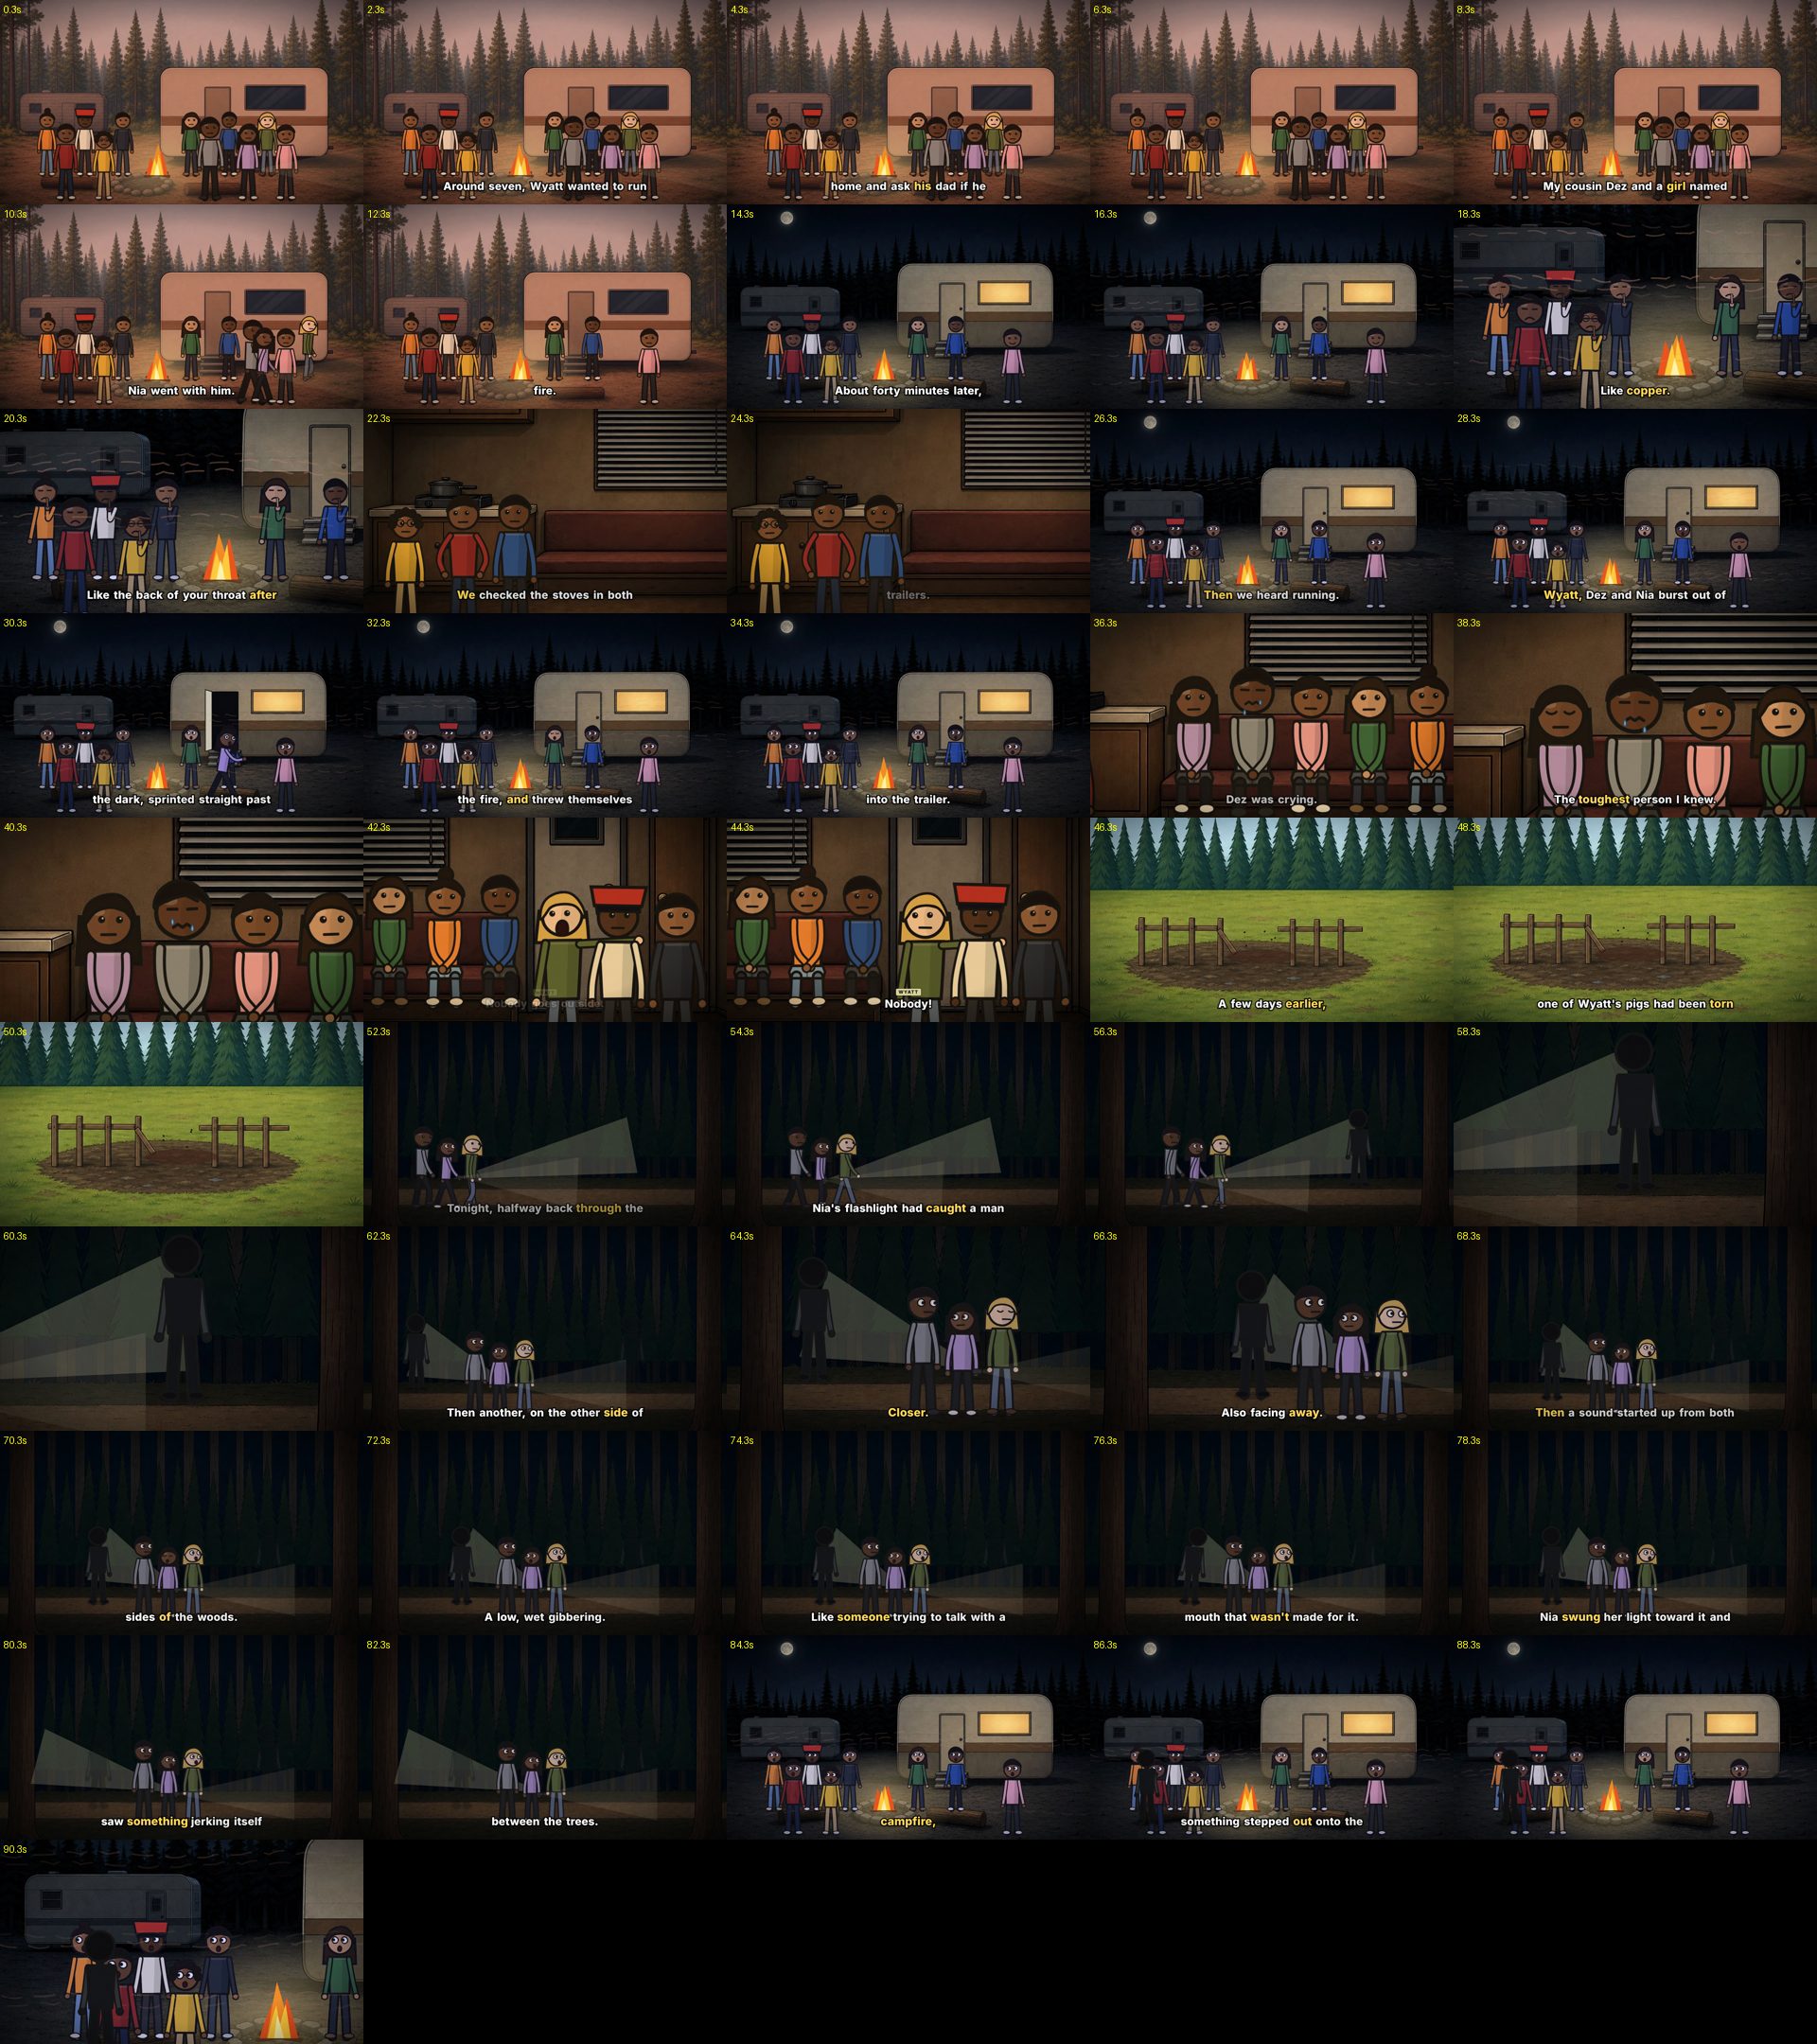 0.3s
2.3s
Around seven, Wyatt wanted to run
4.3s
home and ask his dad if he
6.3s
8.3s
My cousin Dez and a girl named
10.3s
Nia went with him.
12.3s
fire.
14.3s
About forty minutes later,
16.3s
18.3s
Like copper.
20.3s
Like the back of your throat after
22.3s
We checked the stoves in both
24.3s
trailers.
26.3s
Then we heard running.
28.3s
Wyatt, Dez and Nia burst out of
30.3s
the dark, sprinted straight past
32.3s
the fire, and threw themselves
34.3s
into the trailer.
36.3s
Dez was crying.
38.3s
The toughest person I knew.
40.3s
42.3s
Nobody goes outside.
44.3s
WYATT
Nobody!
46.3s
A few days earlier,
48.3s
one of Wyatt's pigs had been torn
50.3s
52.3s
Tonight, halfway back through the
54.3s
Nia's flashlight had caught a man
56.3s
58.3s
60.3s
62.3s
Then another, on the other side of
64.3s
Closer.
66.3s
Also facing away.
68.3s
Then a sound started up from both
70.3s
sides of the woods.
72.3s
A low, wet gibbering.
74.3s
Like someone trying to talk with a
76.3s
mouth that wasn't made for it.
78.3s
Nia swung her light toward it and
80.3s
saw something jerking itself
82.3s
between the trees.
84.3s
campfire,
86.3s
something stepped out onto the
88.3s
90.3s